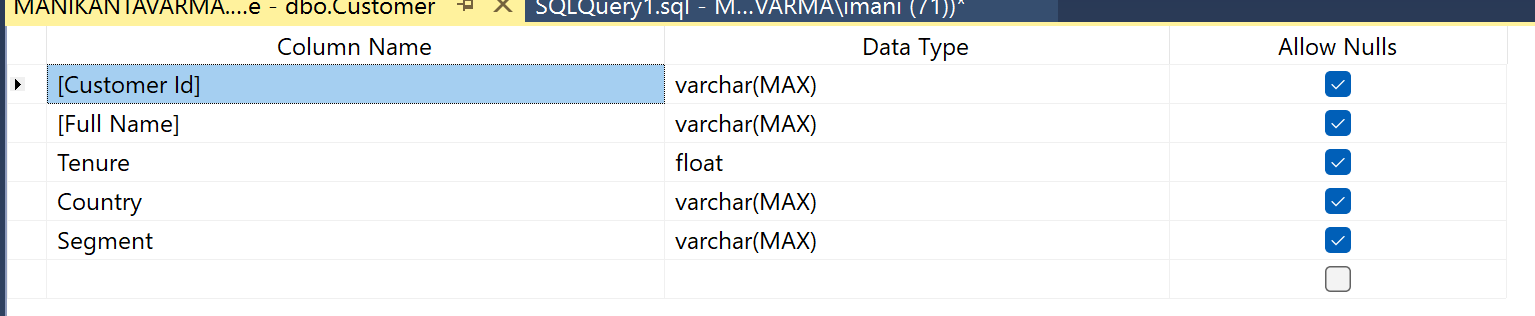 MANIKANTAVARMA....e - dbo.Customer SQLQuery1.sql - M...VARMA\imani (71))*
Column Name Data Type Allow Nulls
[Customer Id] varchar(MAX)
[Full Name] varchar(MAX)
Tenure float
Country varchar(MAX)
Segment varchar(MAX)